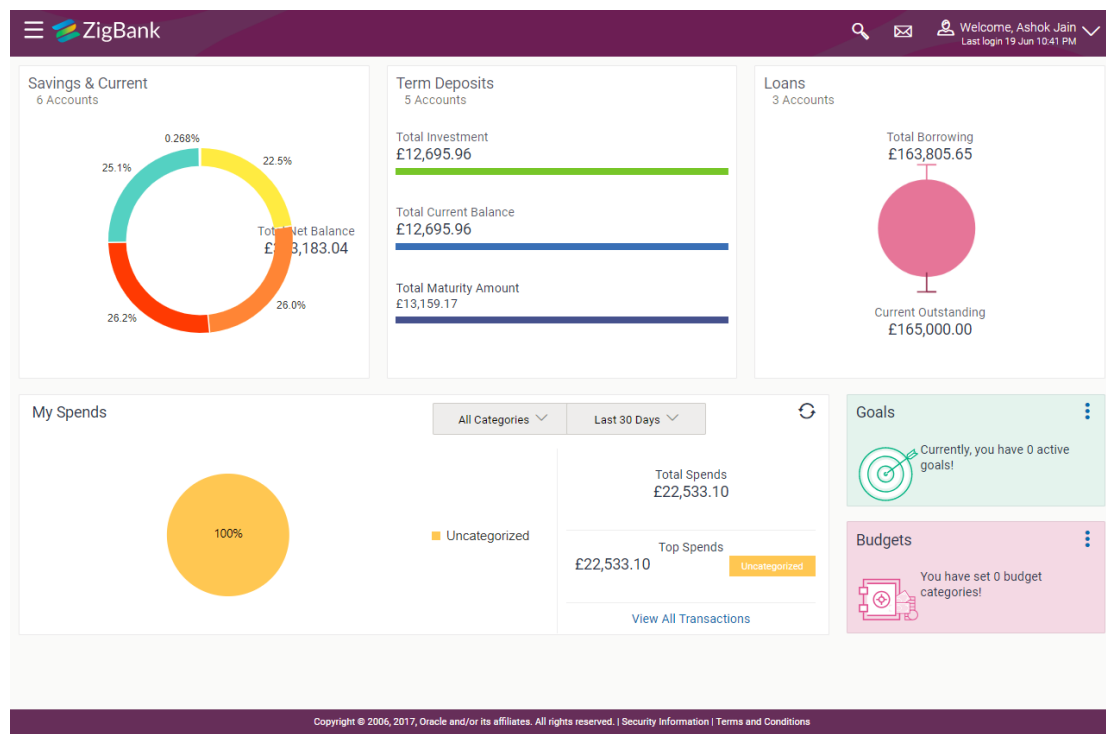 ZigBank
Welcome, Ashok Jain
Last login 19 Jun 10:41 PM
Savings & Current
6 Accounts
0.268%
25.1%
22.5%
Total Net Balance
3,183.04
26.0%
26.2%
Term Deposits
5 Accounts
Total Investment
£12,695.96
Total Current Balance
£12,695.96
Total Maturity Amount
£13,159.17
Loans
3 Accounts
Total Borrowing
£163,805.65
Current Outstanding
£165,000.00
My Spends
All Categories
Last 30 Days
100%
Uncategorized
Total Spends
£22,533.10
Top Spends
£22,533.10
Uncategorized
View All Transactions
Goals
Currently, you have 0 active
goals!
Budgets
You have set 0 budget
categories!
Copyright © 2006, 2017, Oracle and/or its affiliates. All rights reserved. | Security Information | Terms and Conditions